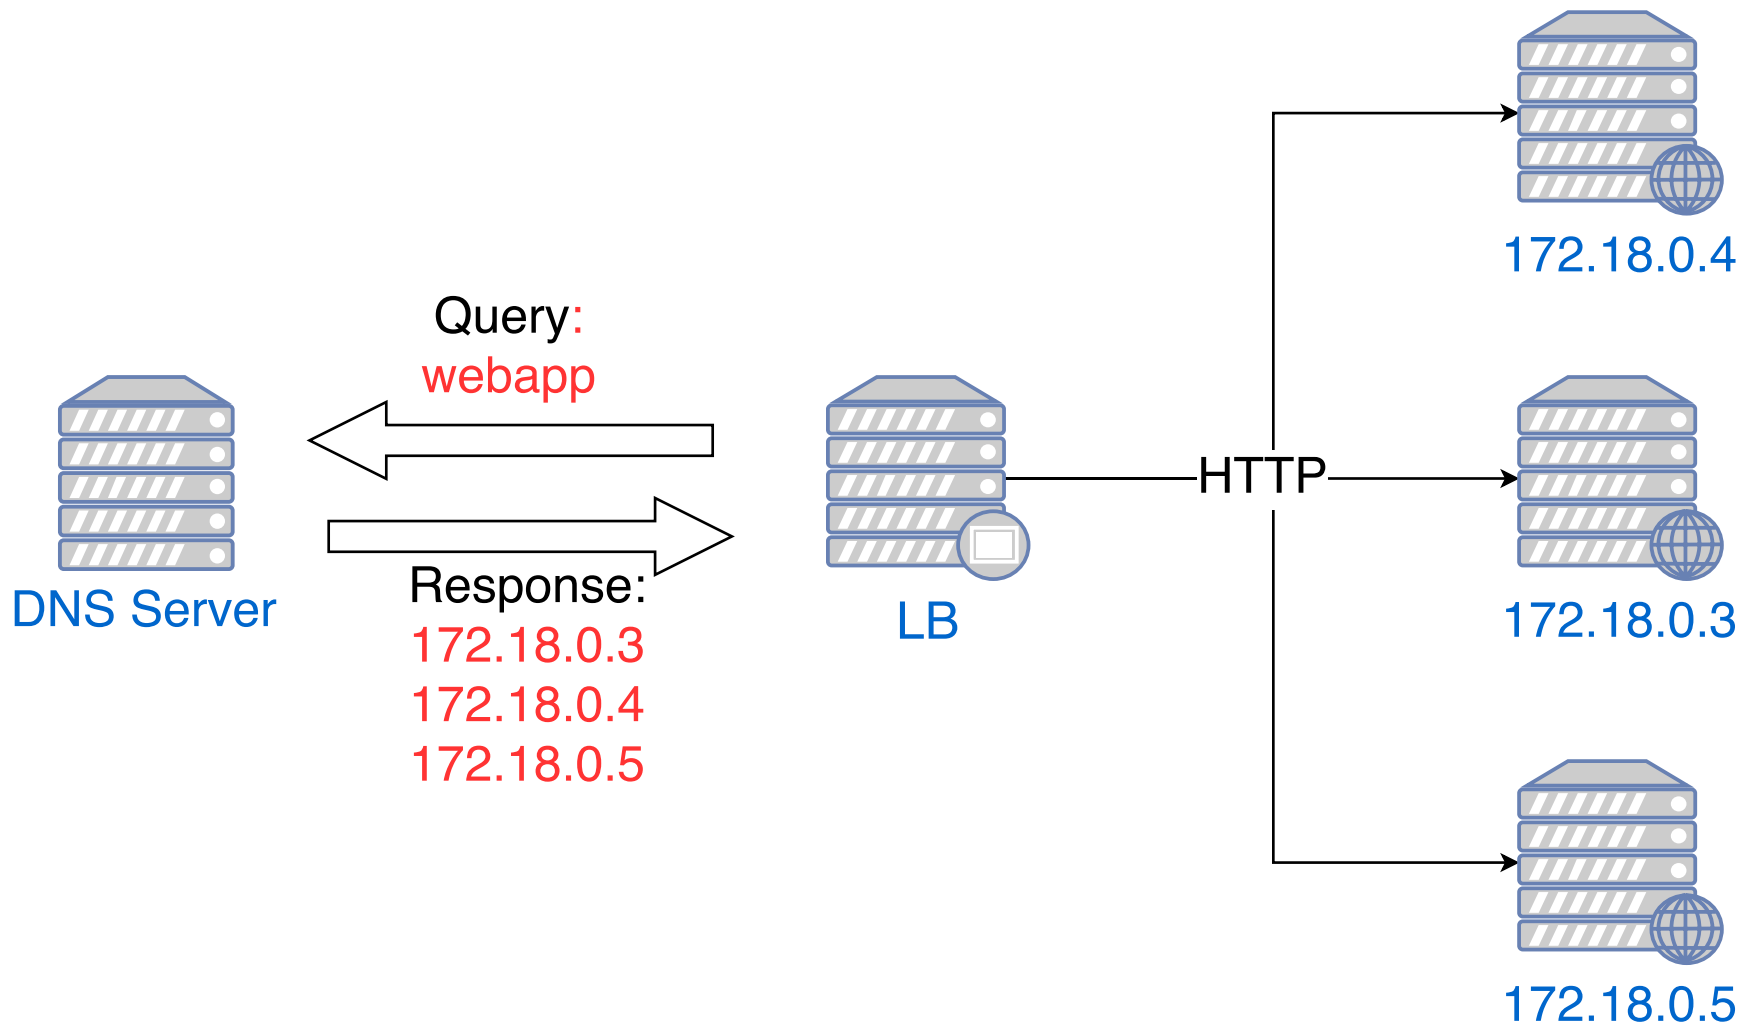 Query:
webapp
DNS Server
Response:
172.18.0.3
172.18.0.4
172.18.0.5
LB
HTTP
172.18.0.4
172.18.0.3
172.18.0.5